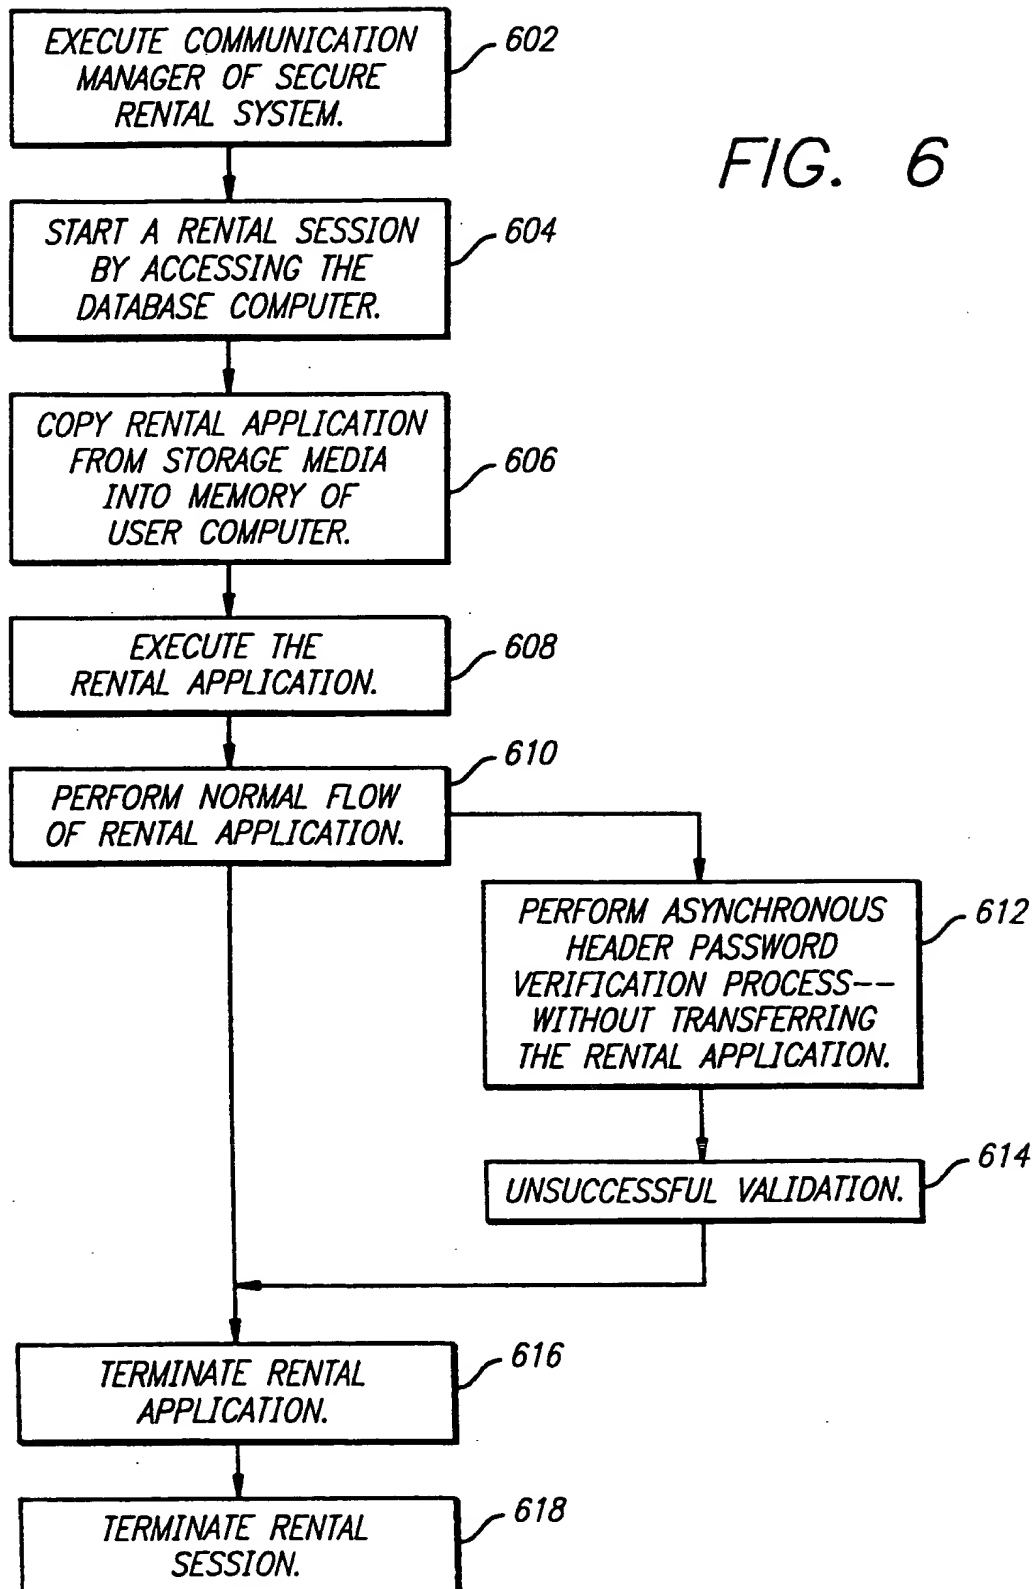 EXECUTE COMMUNICATION
MANAGER OF SECURE
RENTAL SYSTEM.
602
FIG. 6
START A RENTAL SESSION
BY ACCESSING THE
DATABASE COMPUTER.
604
COPY RENTAL APPLICATION
FROM STORAGE MEDIA
INTO MEMORY OF
USER COMPUTER.
606
EXECUTE THE
RENTAL APPLICATION.
608
PERFORM NORMAL FLOW
OF RENTAL APPLICATION.
610
PERFORM ASYNCHRONOUS
HEADER PASSWORD
VERIFICATION PROCESS--
WITHOUT TRANSFERRING
THE RENTAL APPLICATION.
612
UNSUCCESSFUL VALIDATION.
614
TERMINATE RENTAL
APPLICATION.
616
TERMINATE RENTAL
SESSION.
618